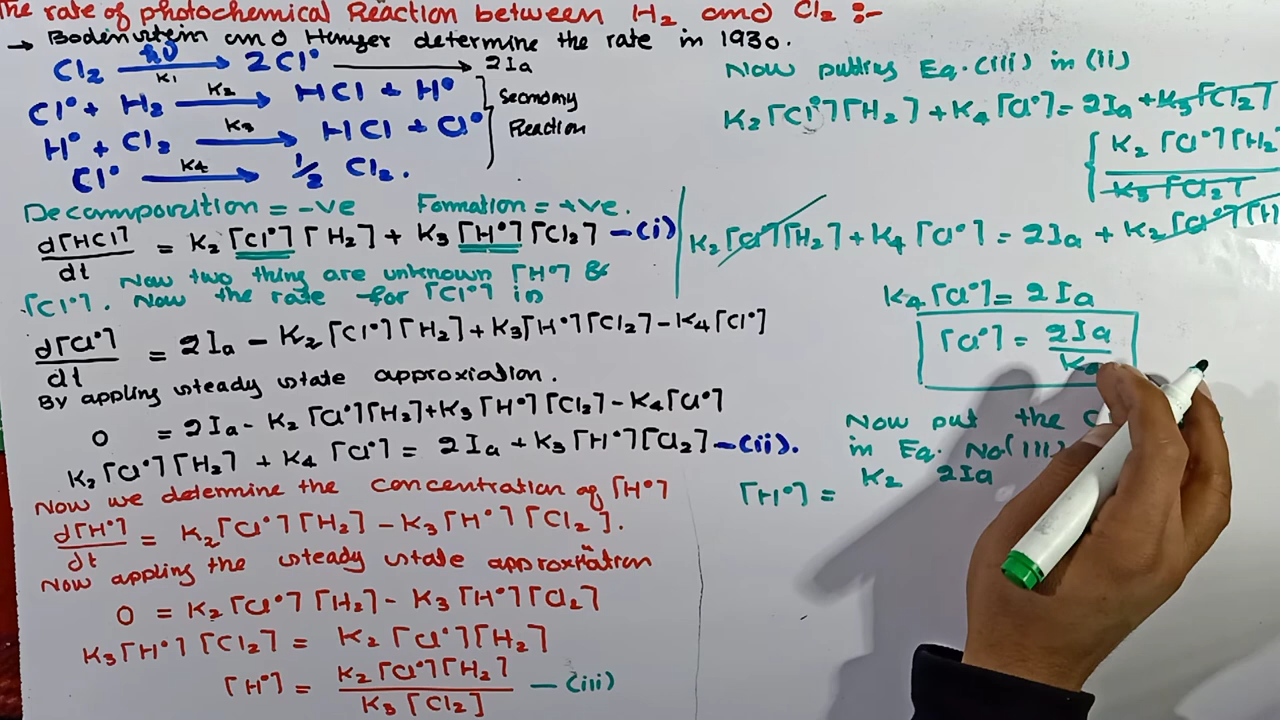 The rate of photochemical Reaction between H₂ and Cl₂ :-
→ Bodinstein and Hunger determine the rate in 1930.
Cl₂ —hν/K₁→ 2Cl° → 2Ia
Cl° + H₂ —K₂→ HCl + H°
H° + Cl₂ —K₃→ HCl + Cl°
Secondary Reaction
Cl° —K₄→ 1/2 Cl₂.
Decomposition = -ve Formation = +ve.
d[HCl]/dt = K₂[Cl°][H₂] + K₃[H°][Cl₂] —(i)
Now two thing are unknown [H°] &
[Cl°]. Now the rate for [Cl°] is
d[Cl°]/dt = 2Ia - K₂[Cl°][H₂] + K₃[H°][Cl₂] - K₄[Cl°]
By applying steady state approxiation.
0 = 2Ia - K₂[Cl°][H₂] + K₃[H°][Cl₂] - K₄[Cl°]
K₂[Cl°][H₂] + K₄[Cl°] = 2Ia + K₃[H°][Cl₂] —(ii).
Now we determine the concentration of [H°]
d[H°]/dt = K₂[Cl°][H₂] - K₃[H°][Cl₂].
Now appling the steady state approxiation
0 = K₂[Cl°][H₂] - K₃[H°][Cl₂]
K₃[H°][Cl₂] = K₂[Cl°][H₂]
[H°] = K₂[Cl°][H₂] / K₃[Cl₂] —(iii)
Now putting Eq.(iii) in (ii)
K₂[Cl°][H₂] + K₄[Cl°] = 2Ia + K₃[Cl₂]
{ K₂[Cl°][H₂ / K₃[Cl₂]
K₂[Cl°][H₂] + K₄[Cl°] = 2Ia + K₂[Cl°][H
K₄[Cl°] = 2Ia
[Cl°] = 2Ia / K₄
Now put the
in Eq. No(iii)
[H°] = K₂ 2Ia